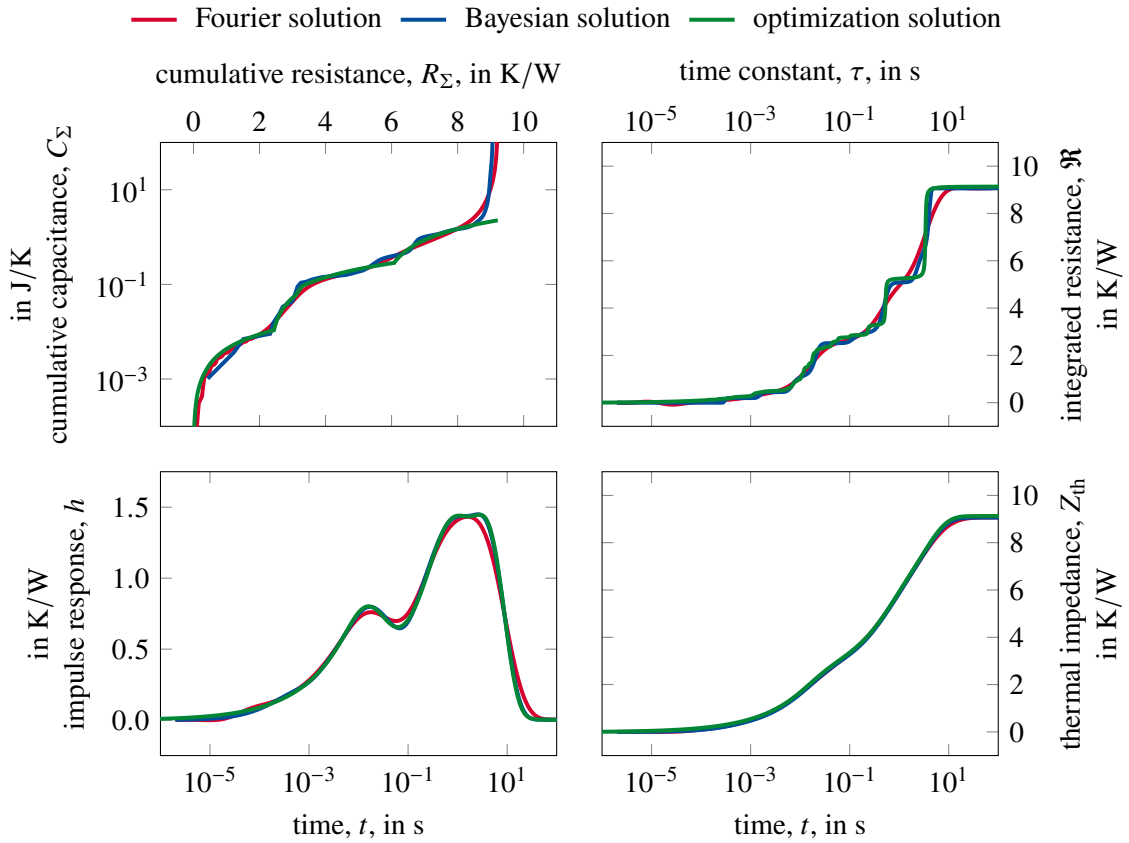 Fourier solution Bayesian solution optimization solution
cumulative resistance, R_Σ, in K/W
0 2 4 6 8 10
cumulative capacitance, C_Σ
in J/K
10^1
10^−1
10^−3
time constant, τ, in s
10^−5 10^−3 10^−1 10^1
10
8
6
4
2
0
integrated resistance, ℜ
in K/W
in K/W
impulse response, h
1.5
1.0
0.5
0.0
10^−5 10^−3 10^−1 10^1
time, t, in s
10
8
6
4
2
0
thermal impedance, Z_th
in K/W
10^−5 10^−3 10^−1 10^1
time, t, in s